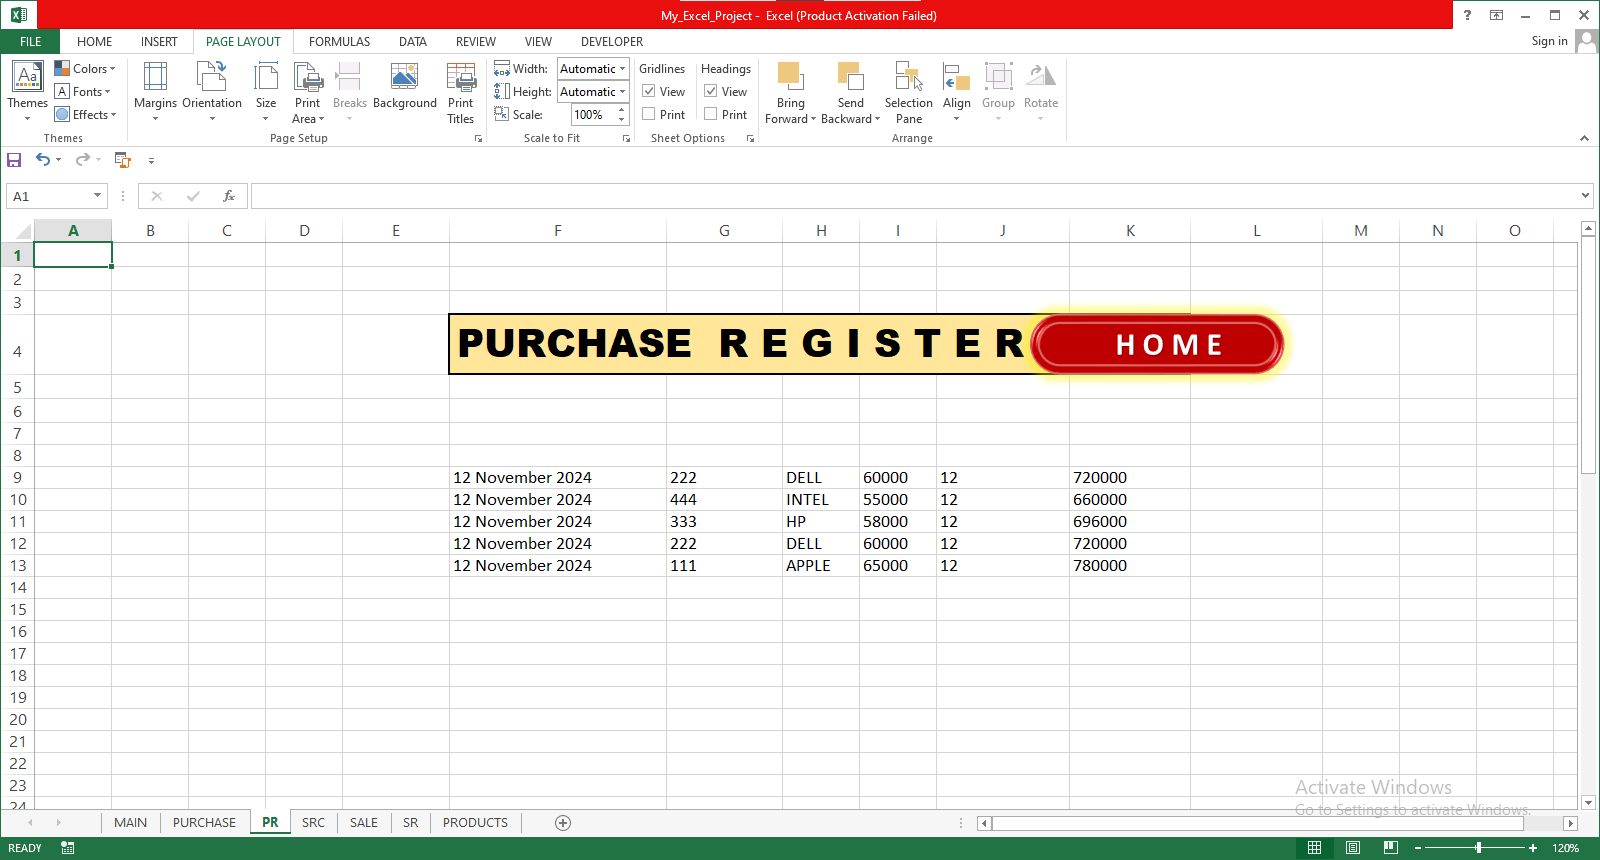 My_Excel_Project - Excel (Product Activation Failed)
?
FILE HOME INSERT PAGE LAYOUT FORMULAS DATA REVIEW VIEW DEVELOPER Sign in
Aa Themes
Colors
A Fonts
Effects
Themes
Margins Orientation Size Print Area Breaks Background Print Titles
Page Setup
Width: Automatic
Height: Automatic
Scale: 100%
Scale to Fit
Gridlines Headings
View View
Print Print
Sheet Options
Bring Forward Send Backward Selection Pane Align Group Rotate
Arrange
A1 fx
A B C D E F G H I J K L M N O
1
2
3
4 PURCHASE R E G I S T E R H O M E
5
6
7
8
9 12 November 2024 222 DELL 60000 12 720000
10 12 November 2024 444 INTEL 55000 12 660000
11 12 November 2024 333 HP 58000 12 696000
12 12 November 2024 222 DELL 60000 12 720000
13 12 November 2024 111 APPLE 65000 12 780000
14
15
16
17
18
19
20
21
22
23
24
Activate Windows
Go to Settings to activate Windows.
MAIN PURCHASE PR SRC SALE SR PRODUCTS
READY 120%